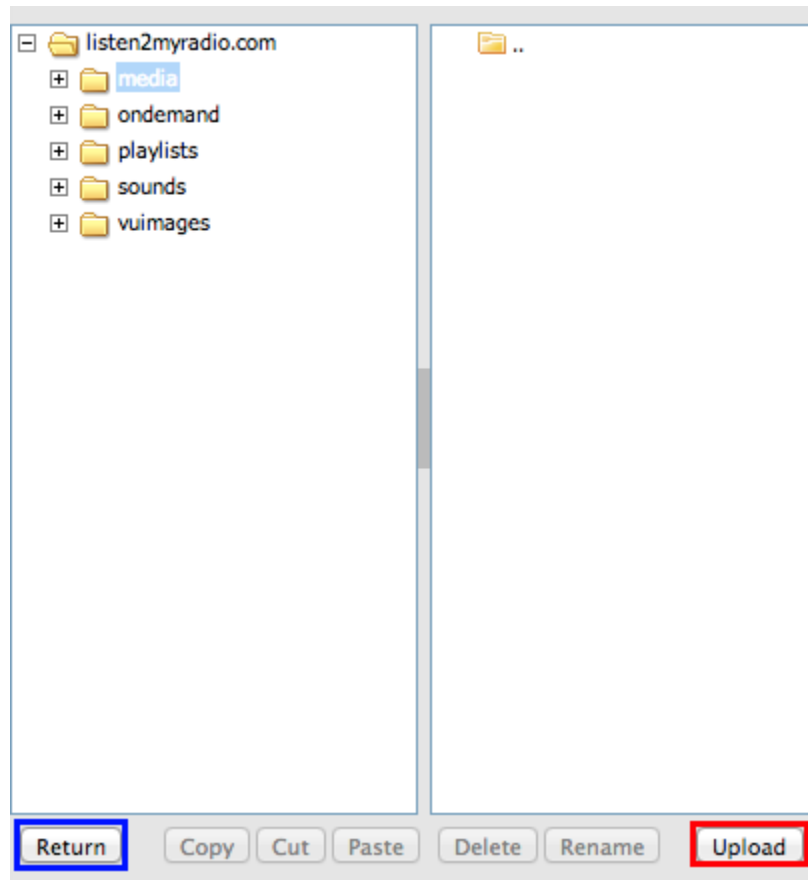 listen2myradio.com
..
media
ondemand
playlists
sounds
vuimages
Return Copy Cut Paste Delete Rename Upload